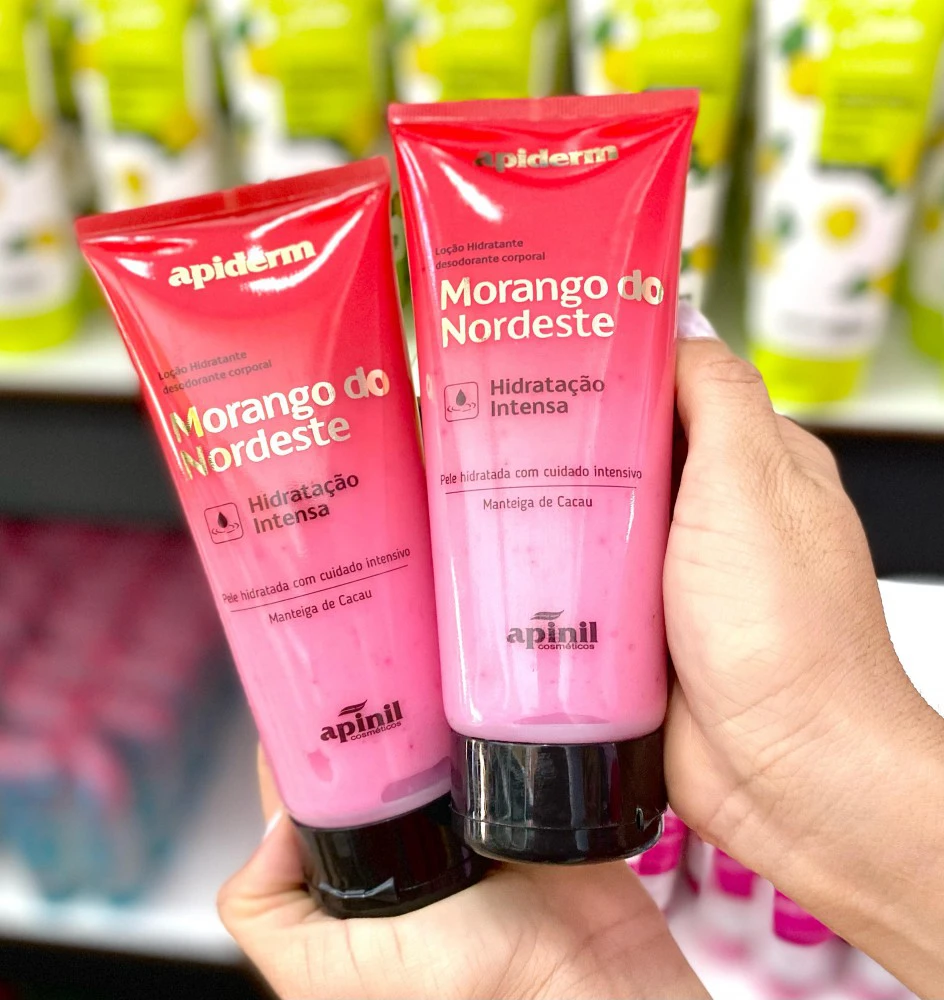 apiderm
Loção Hidratante
desodorante corporal
Morango do
Nordeste
Hidratação
Intensa
Pele hidratada com cuidado intensivo
Manteiga de Cacau
apinil
cosméticos
apiderm
Loção Hidratante
desodorante corporal
Morango do
Nordeste
Hidratação
Intensa
Pele hidratada com cuidado intensivo
Manteiga de Cacau
apinil
cosméticos